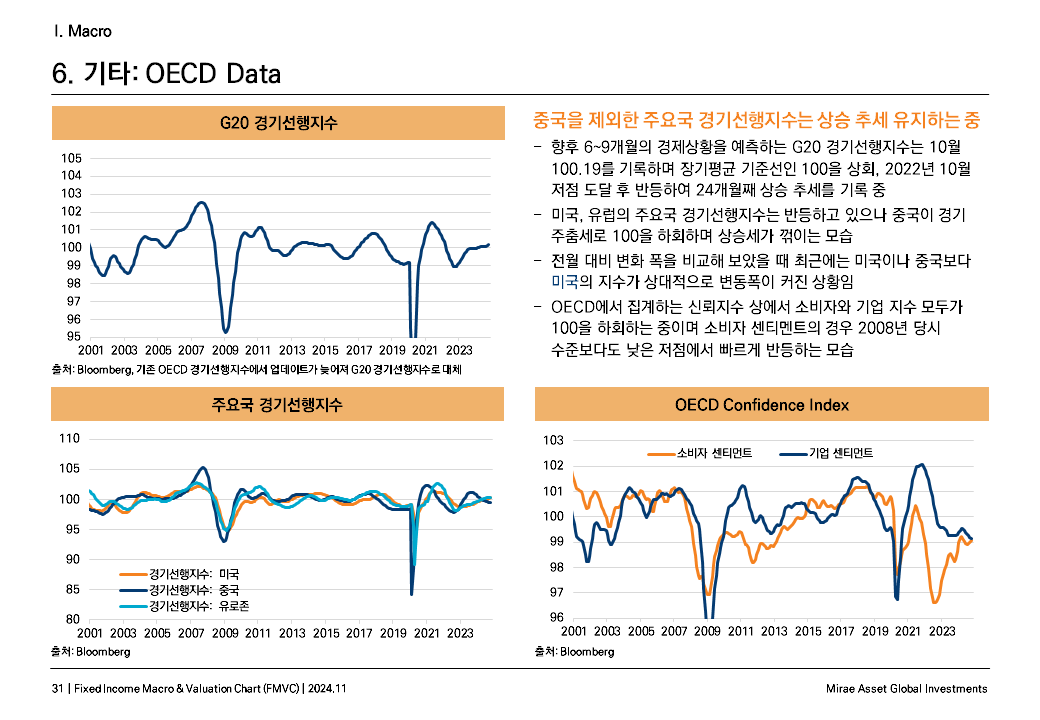 I. Macro
6. 기타: OECD Data
G20 경기선행지수
105
104
103
102
101
100
99
98
97
96
95
2001 2003 2005 2007 2009 2011 2013 2015 2017 2019 2021 2023
출처: Bloomberg, 기존 OECD 경기선행지수에서 업데이트가 늦어져 G20 경기선행지수로 대체
중국을 제외한 주요국 경기선행지수는 상승 추세 유지하는 중
– 향후 6~9개월의 경제상황을 예측하는 G20 경기선행지수는 10월
100.19를 기록하며 장기평균 기준선인 100을 상회, 2022년 10월
저점 도달 후 반등하여 24개월째 상승 추세를 기록 중
– 미국, 유럽의 주요국 경기선행지수는 반등하고 있으나 중국이 경기
주춤세로 100을 하회하며 상승세가 꺾이는 모습
– 전월 대비 변화 폭을 비교해 보았을 때 최근에는 미국이나 중국보다
미국의 지수가 상대적으로 변동폭이 커진 상황임
– OECD에서 집계하는 신뢰지수 상에서 소비자와 기업 지수 모두가
100을 하회하는 중이며 소비자 센티멘트의 경우 2008년 당시
수준보다도 낮은 저점에서 빠르게 반등하는 모습
주요국 경기선행지수
110
105
100
95
90
85
80
경기선행지수: 미국
경기선행지수: 중국
경기선행지수: 유로존
2001 2003 2005 2007 2009 2011 2013 2015 2017 2019 2021 2023
출처: Bloomberg
OECD Confidence Index
103
102
101
100
99
98
97
96
소비자 센티멘트 기업 센티멘트
2001 2003 2005 2007 2009 2011 2013 2015 2017 2019 2021 2023
출처: Bloomberg
31 | Fixed Income Macro & Valuation Chart (FMVC) | 2024.11
Mirae Asset Global Investments